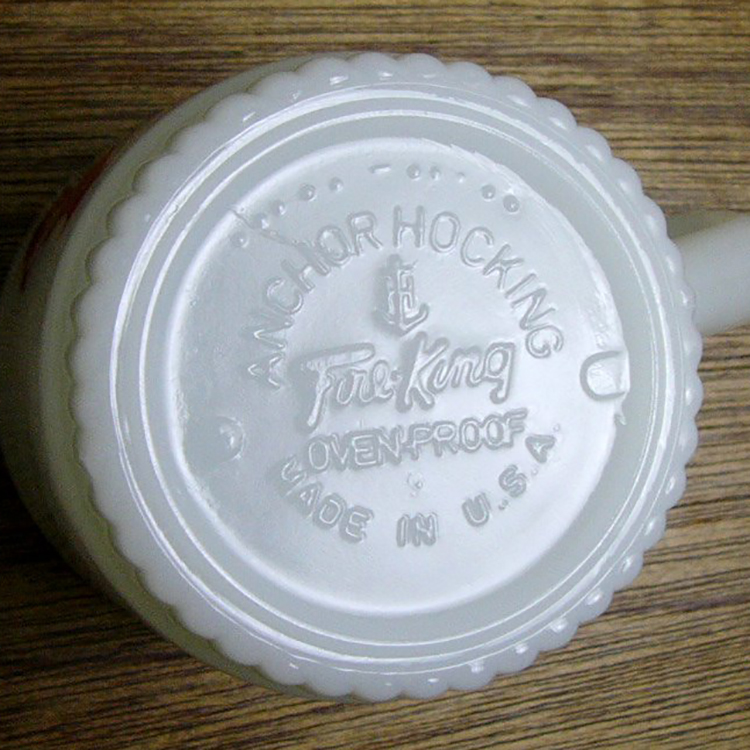 ANCHOR HOCKING
Fire-King
OVEN-PROOF
MADE IN U.S.A.